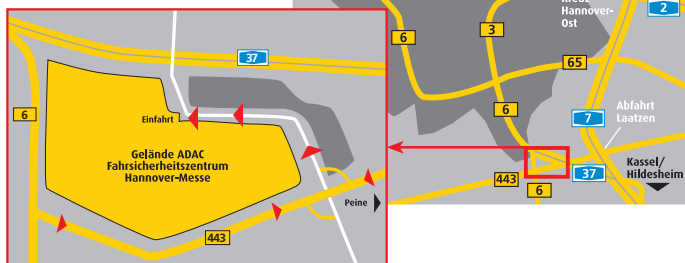 37
6
Einfahrt
Gelände ADAC
Fahrsicherheitszentrum
Hannover-Messe
443
Peine
Kreuz
Hannover-
Ost
2
6
3
65
6
7
Abfahrt
Laatzen
443
6
37
Kassel/
Hildesheim